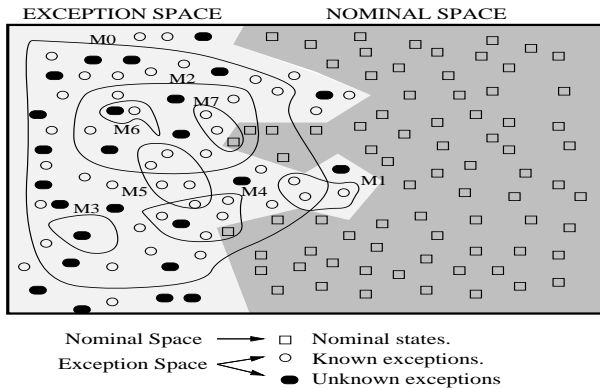 EXCEPTION SPACE NOMINAL SPACE
M0
M2
M7
M6
M5
M4
M1
M3
Nominal Space Nominal states.
Known exceptions.
Exception Space
Unknown exceptions